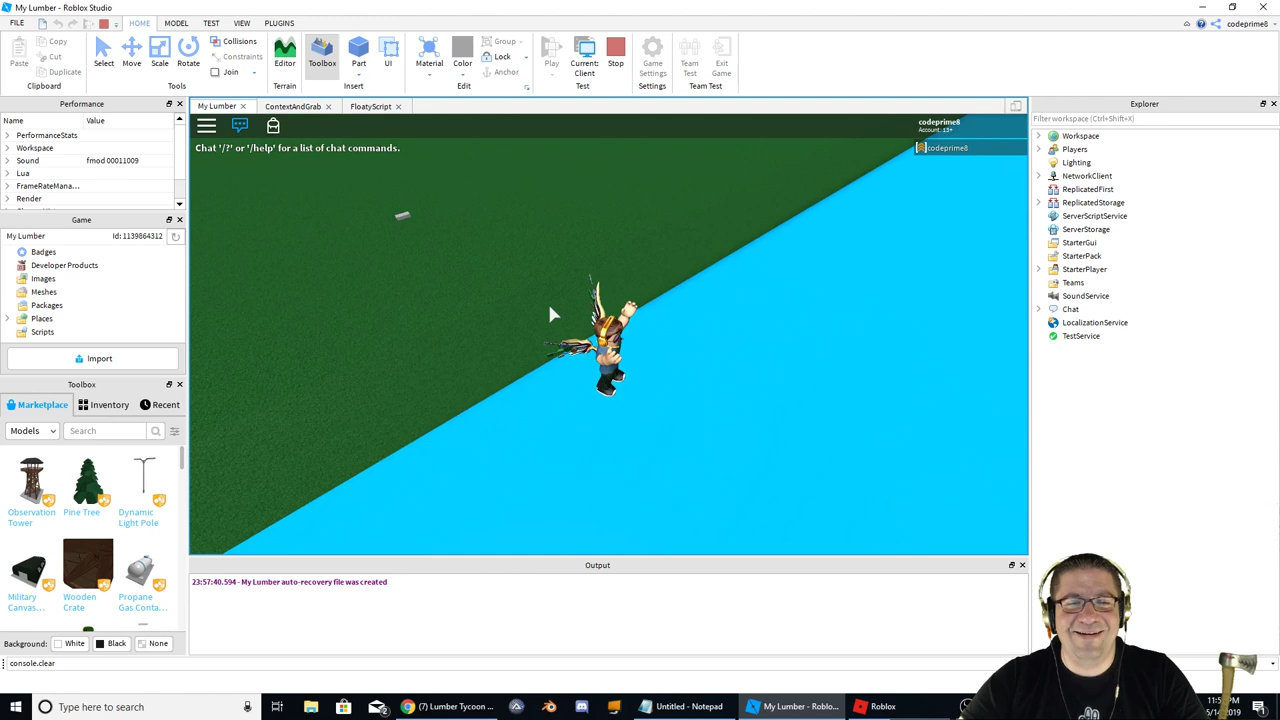 My Lumber - Roblox Studio
FILE HOME MODEL TEST VIEW PLUGINS codeprime8
Paste Copy Cut Duplicate Clipboard
Select Move Scale Rotate Collisions Constraints Join Tools
Editor Terrain
Toolbox Part UI Insert
Material Color Group Lock Anchor Edit
Play Current: Client Stop Test
Game Settings Settings
Team Test Exit Game Team Test
Performance
Name Value
PerformanceStats
Workspace
Sound fmod 00011009
Lua
FrameRateMana...
Render
Game
My Lumber Id: 1139864312
Badges
Developer Products
Images
Meshes
Packages
Places
Scripts
Import
Toolbox
Marketplace Inventory Recent
Models Search
Observation Tower
Pine Tree
Dynamic Light Pole
Military Canvas...
Wooden Crate
Propane Gas Conta...
Background: White Black None
console.clear
My Lumber ContextAndGrab FloatyScript
Chat '/?' or '/help' for a list of chat commands.
codeprime8
Account: 13+
codeprime8
Output
23:57:40.594 - My Lumber auto-recovery file was created
Explorer
Filter workspace (Ctrl+Shift+X)
Workspace
Players
Lighting
NetworkClient
ReplicatedFirst
ReplicatedStorage
ServerScriptService
ServerStorage
StarterGui
StarterPack
StarterPlayer
Teams
SoundService
Chat
LocalizationService
TestService
Type here to search
(7) Lumber Tycoon ...
Untitled - Notepad
My Lumber - Roblo...
Roblox